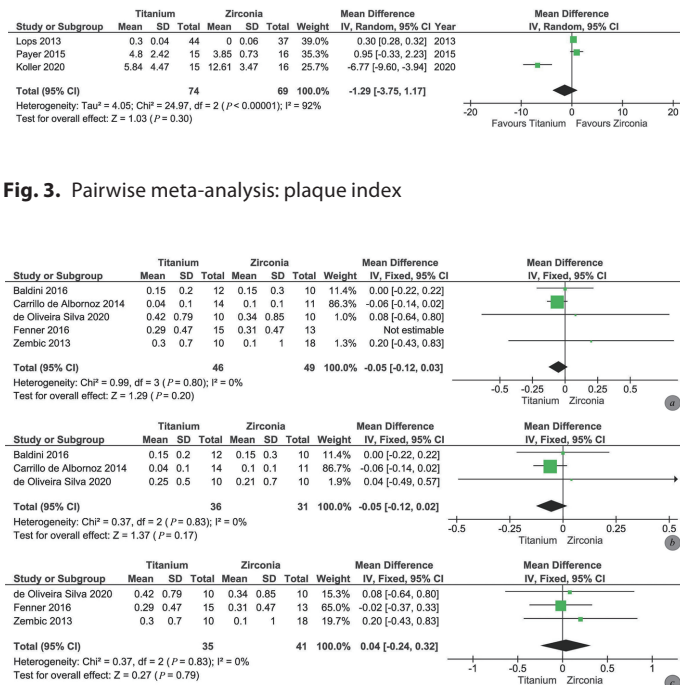 Titanium Zirconia Mean Difference Mean Difference
Study or Subgroup Mean SD Total Mean SD Total Weight IV, Random, 95% CI Year IV, Random, 95% CI
Lops 2013 0.3 0.04 44 0 0.06 37 39.0% 0.30 [0.28, 0.32] 2013
Payer 2015 4.8 2.42 15 3.85 0.73 16 35.3% 0.95 [-0.33, 2.23] 2015
Koller 2020 5.84 4.47 15 12.61 3.47 16 25.7% -6.77 [-9.60, -3.94] 2020
Total (95% CI) 74 69 100.0% -1.29 [-3.75, 1.17]
Heterogeneity: Tau² = 4.05; Chi² = 24.97, df = 2 (P < 0.00001); I² = 92%
Test for overall effect: Z = 1.03 (P = 0.30)
-20 -10 0 10 20
Favours Titanium Favours Zirconia
Fig. 3. Pairwise meta-analysis: plaque index
Titanium Zirconia Mean Difference Mean Difference
Study or Subgroup Mean SD Total Mean SD Total Weight IV, Fixed, 95% CI IV, Fixed, 95% CI
Baldini 2016 0.15 0.2 12 0.15 0.3 10 11.4% 0.00 [-0.22, 0.22]
Carrillo de Albornoz 2014 0.04 0.1 14 0.1 0.1 11 86.3% -0.06 [-0.14, 0.02]
de Oliveira Silva 2020 0.42 0.79 10 0.34 0.85 10 1.0% 0.08 [-0.64, 0.80]
Fenner 2016 0.29 0.47 15 0.31 0.47 13 Not estimable
Zembic 2013 0.3 0.7 10 0.1 1 18 1.3% 0.20 [-0.43, 0.83]
Total (95% CI) 46 49 100.0% -0.05 [-0.12, 0.03]
Heterogeneity: Chi² = 0.99, df = 3 (P = 0.80); I² = 0%
Test for overall effect: Z = 1.29 (P = 0.20)
-0.5 -0.25 0 0.25 0.5
Titanium Zirconia
a
Titanium Zirconia Mean Difference Mean Difference
Study or Subgroup Mean SD Total Mean SD Total Weight IV, Fixed, 95% CI IV, Fixed, 95% CI
Baldini 2016 0.15 0.2 12 0.15 0.3 10 11.4% 0.00 [-0.22, 0.22]
Carrillo de Albornoz 2014 0.04 0.1 14 0.1 0.1 11 86.7% -0.06 [-0.14, 0.02]
de Oliveira Silva 2020 0.25 0.5 10 0.21 0.7 10 1.9% 0.04 [-0.49, 0.57]
Total (95% CI) 36 31 100.0% -0.05 [-0.12, 0.02]
Heterogeneity: Chi² = 0.37, df = 2 (P = 0.83); I² = 0%
Test for overall effect: Z = 1.37 (P = 0.17)
-0.5 -0.25 0 0.25 0.5
Titanium Zirconia
b
Titanium Zirconia Mean Difference Mean Difference
Study or Subgroup Mean SD Total Mean SD Total Weight IV, Fixed, 95% CI IV, Fixed, 95% CI
de Oliveira Silva 2020 0.42 0.79 10 0.34 0.85 10 15.3% 0.08 [-0.64, 0.80]
Fenner 2016 0.29 0.47 15 0.31 0.47 13 65.0% -0.02 [-0.37, 0.33]
Zembic 2013 0.3 0.7 10 0.1 1 18 19.7% 0.20 [-0.43, 0.83]
Total (95% CI) 35 41 100.0% 0.04 [-0.24, 0.32]
Heterogeneity: Chi² = 0.37, df = 2 (P = 0.83); I² = 0%
Test for overall effect: Z = 0.27 (P = 0.79)
-1 -0.5 0 0.5 1
Titanium Zirconia
c